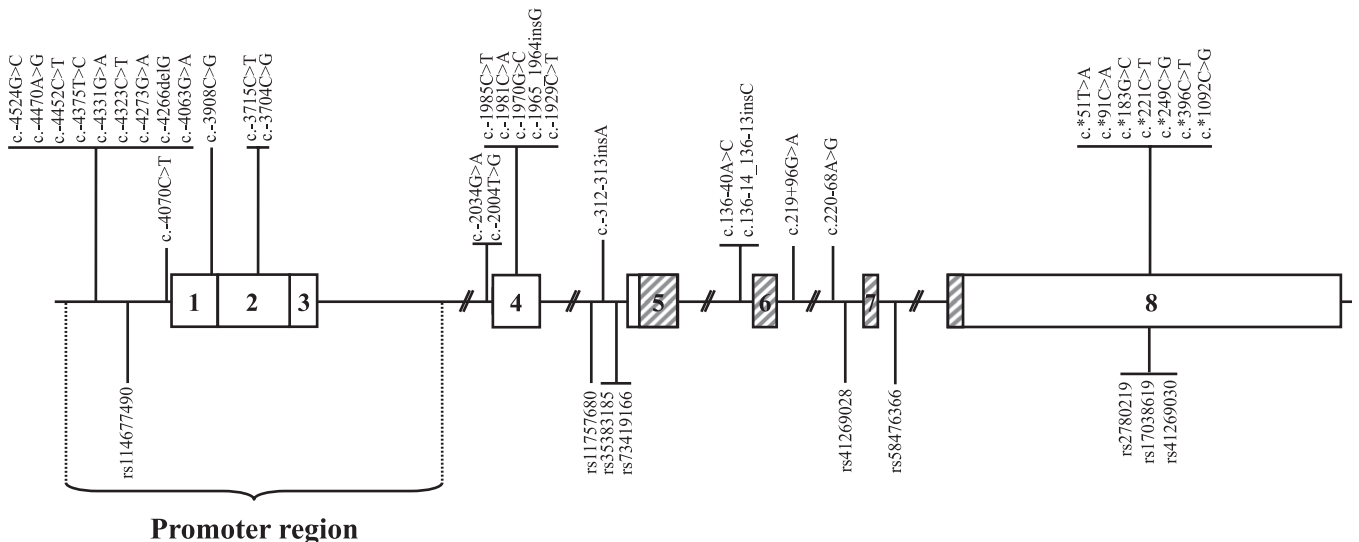 c.-4524G>C
c.-4470A>G
c.-4452C>T
c.-4375T>C
c.-4331G>A
c.-4323C>T
c.-4273G>A
c.-4266delG
c.-4063G>A
c.-4070C>T
c.-3908C>G
c.-3715C>T
c.-3704C>G
c.-2034G>A
c.-2004T>G
c.-1985C>T
c.-1981C>A
c.-1970G>C
c.-1965_1964insG
c.-1929C>T
c.-312-313insA
c.136-40A>C
c.136-14_136-13insC
c.219+96G>A
c.220-68A>G
c.*51T>A
c.*91C>A
c.*183G>C
c.*221C>T
c.*249C>G
c.*396C>T
c.*1092C>G
1
2
3
4
5
6
7
8
rs114677490
rs11757680
rs35383185
rs73419166
rs41269028
rs58476366
rs2780219
rs17038619
rs41269030
Promoter region